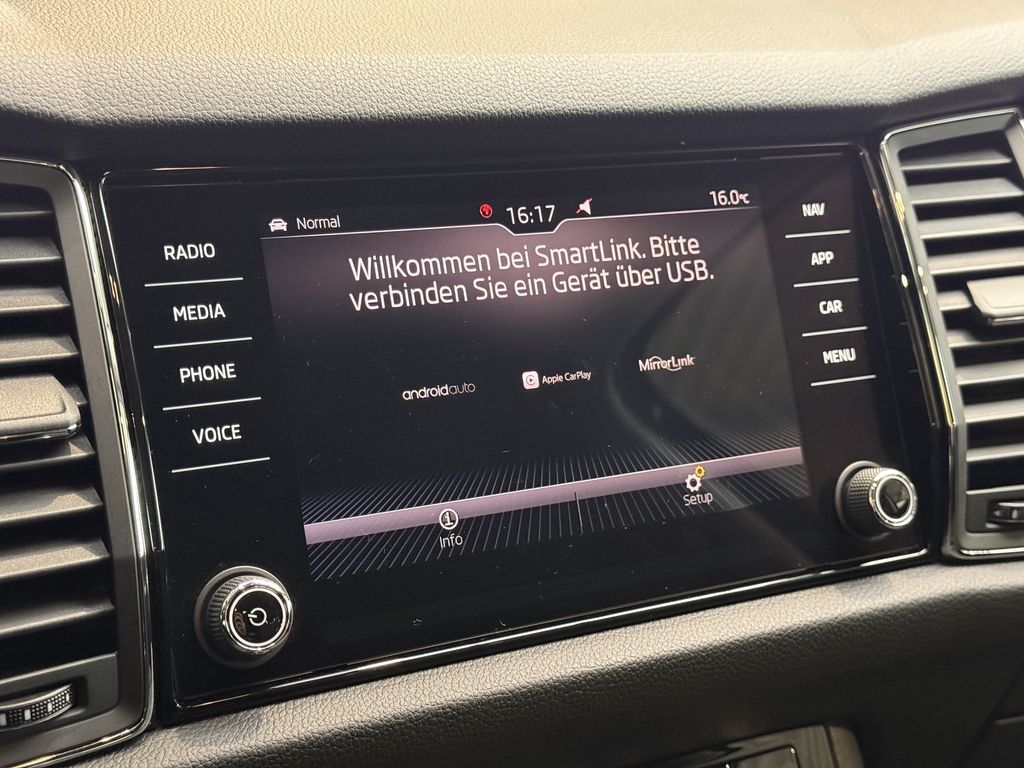 Normal
16:17
16.0°C
RADIO
MEDIA
PHONE
VOICE
Willkommen bei SmartLink. Bitte
verbinden Sie ein Gerät über USB.
androidauto
Apple CarPlay
MirrorLink
Info
Setup
NAV
APP
CAR
MENU